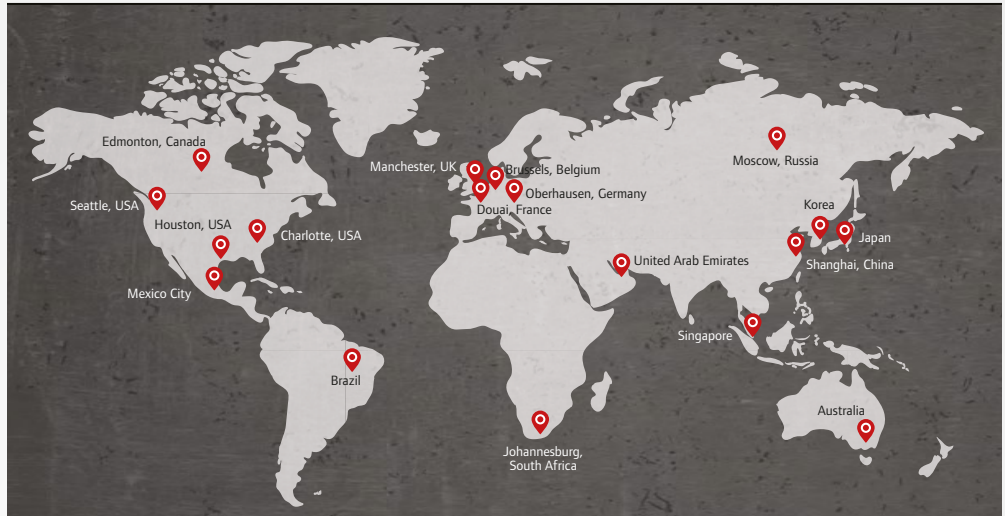 Edmonton, Canada
Manchester, UK
Brussels, Belgium
Moscow, Russia
Seattle, USA
Oberhausen, Germany
Douai, France
Houston, USA
Charlotte, USA
Korea
Japan
United Arab Emirates
Shanghai, China
Mexico City
Singapore
Brazil
Australia
Johannesburg,
South Africa